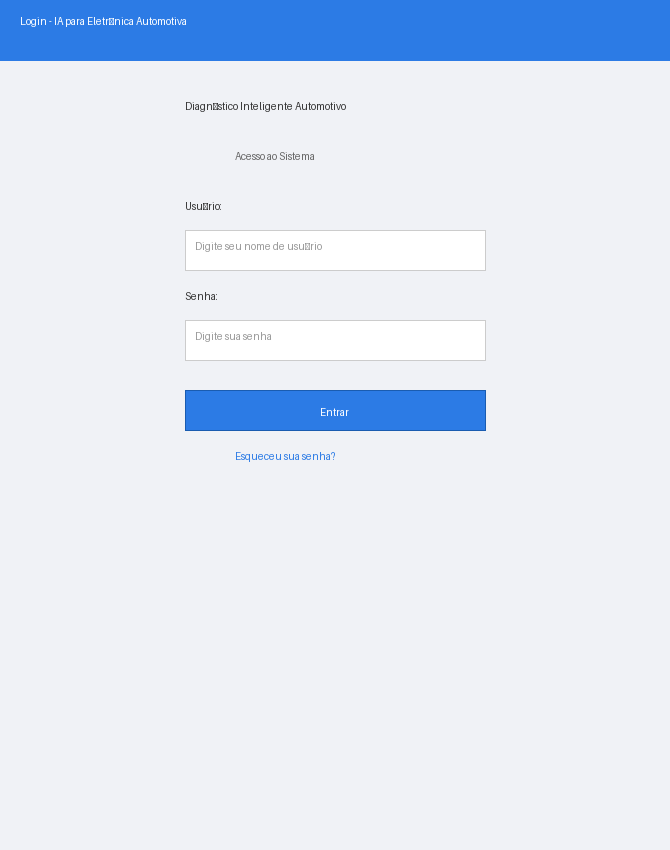 Login - IA para Eletr▯nica Automotiva
Diagn▯stico Inteligente Automotivo
Acesso ao Sistema
Usu▯rio:
Digite seu nome de usu▯rio
Senha:
Digite sua senha
Entrar
Esqueceu sua senha?